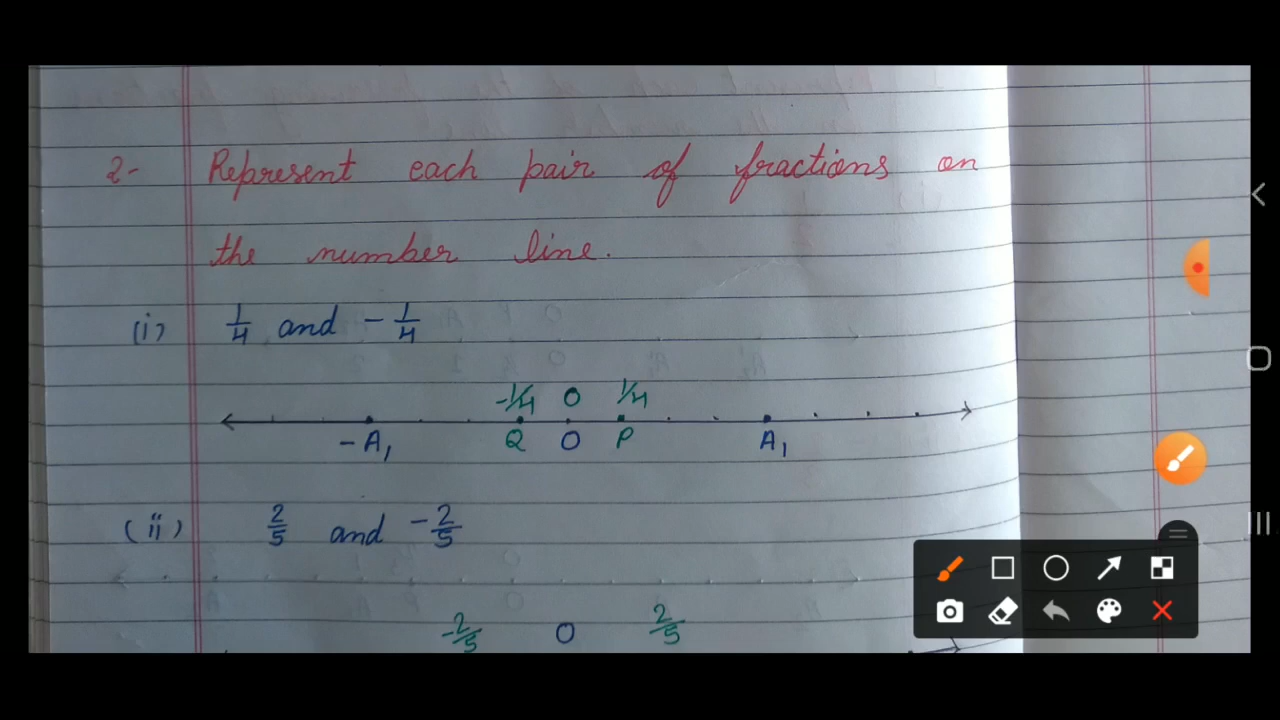 2- Represent each pair of fractions on
the number line.
(i) 1/4 and -1/4
-1/4 0 1/4
-A₁ Q O P A₁
(ii) 2/5 and -2/5
-2/5 0 2/5